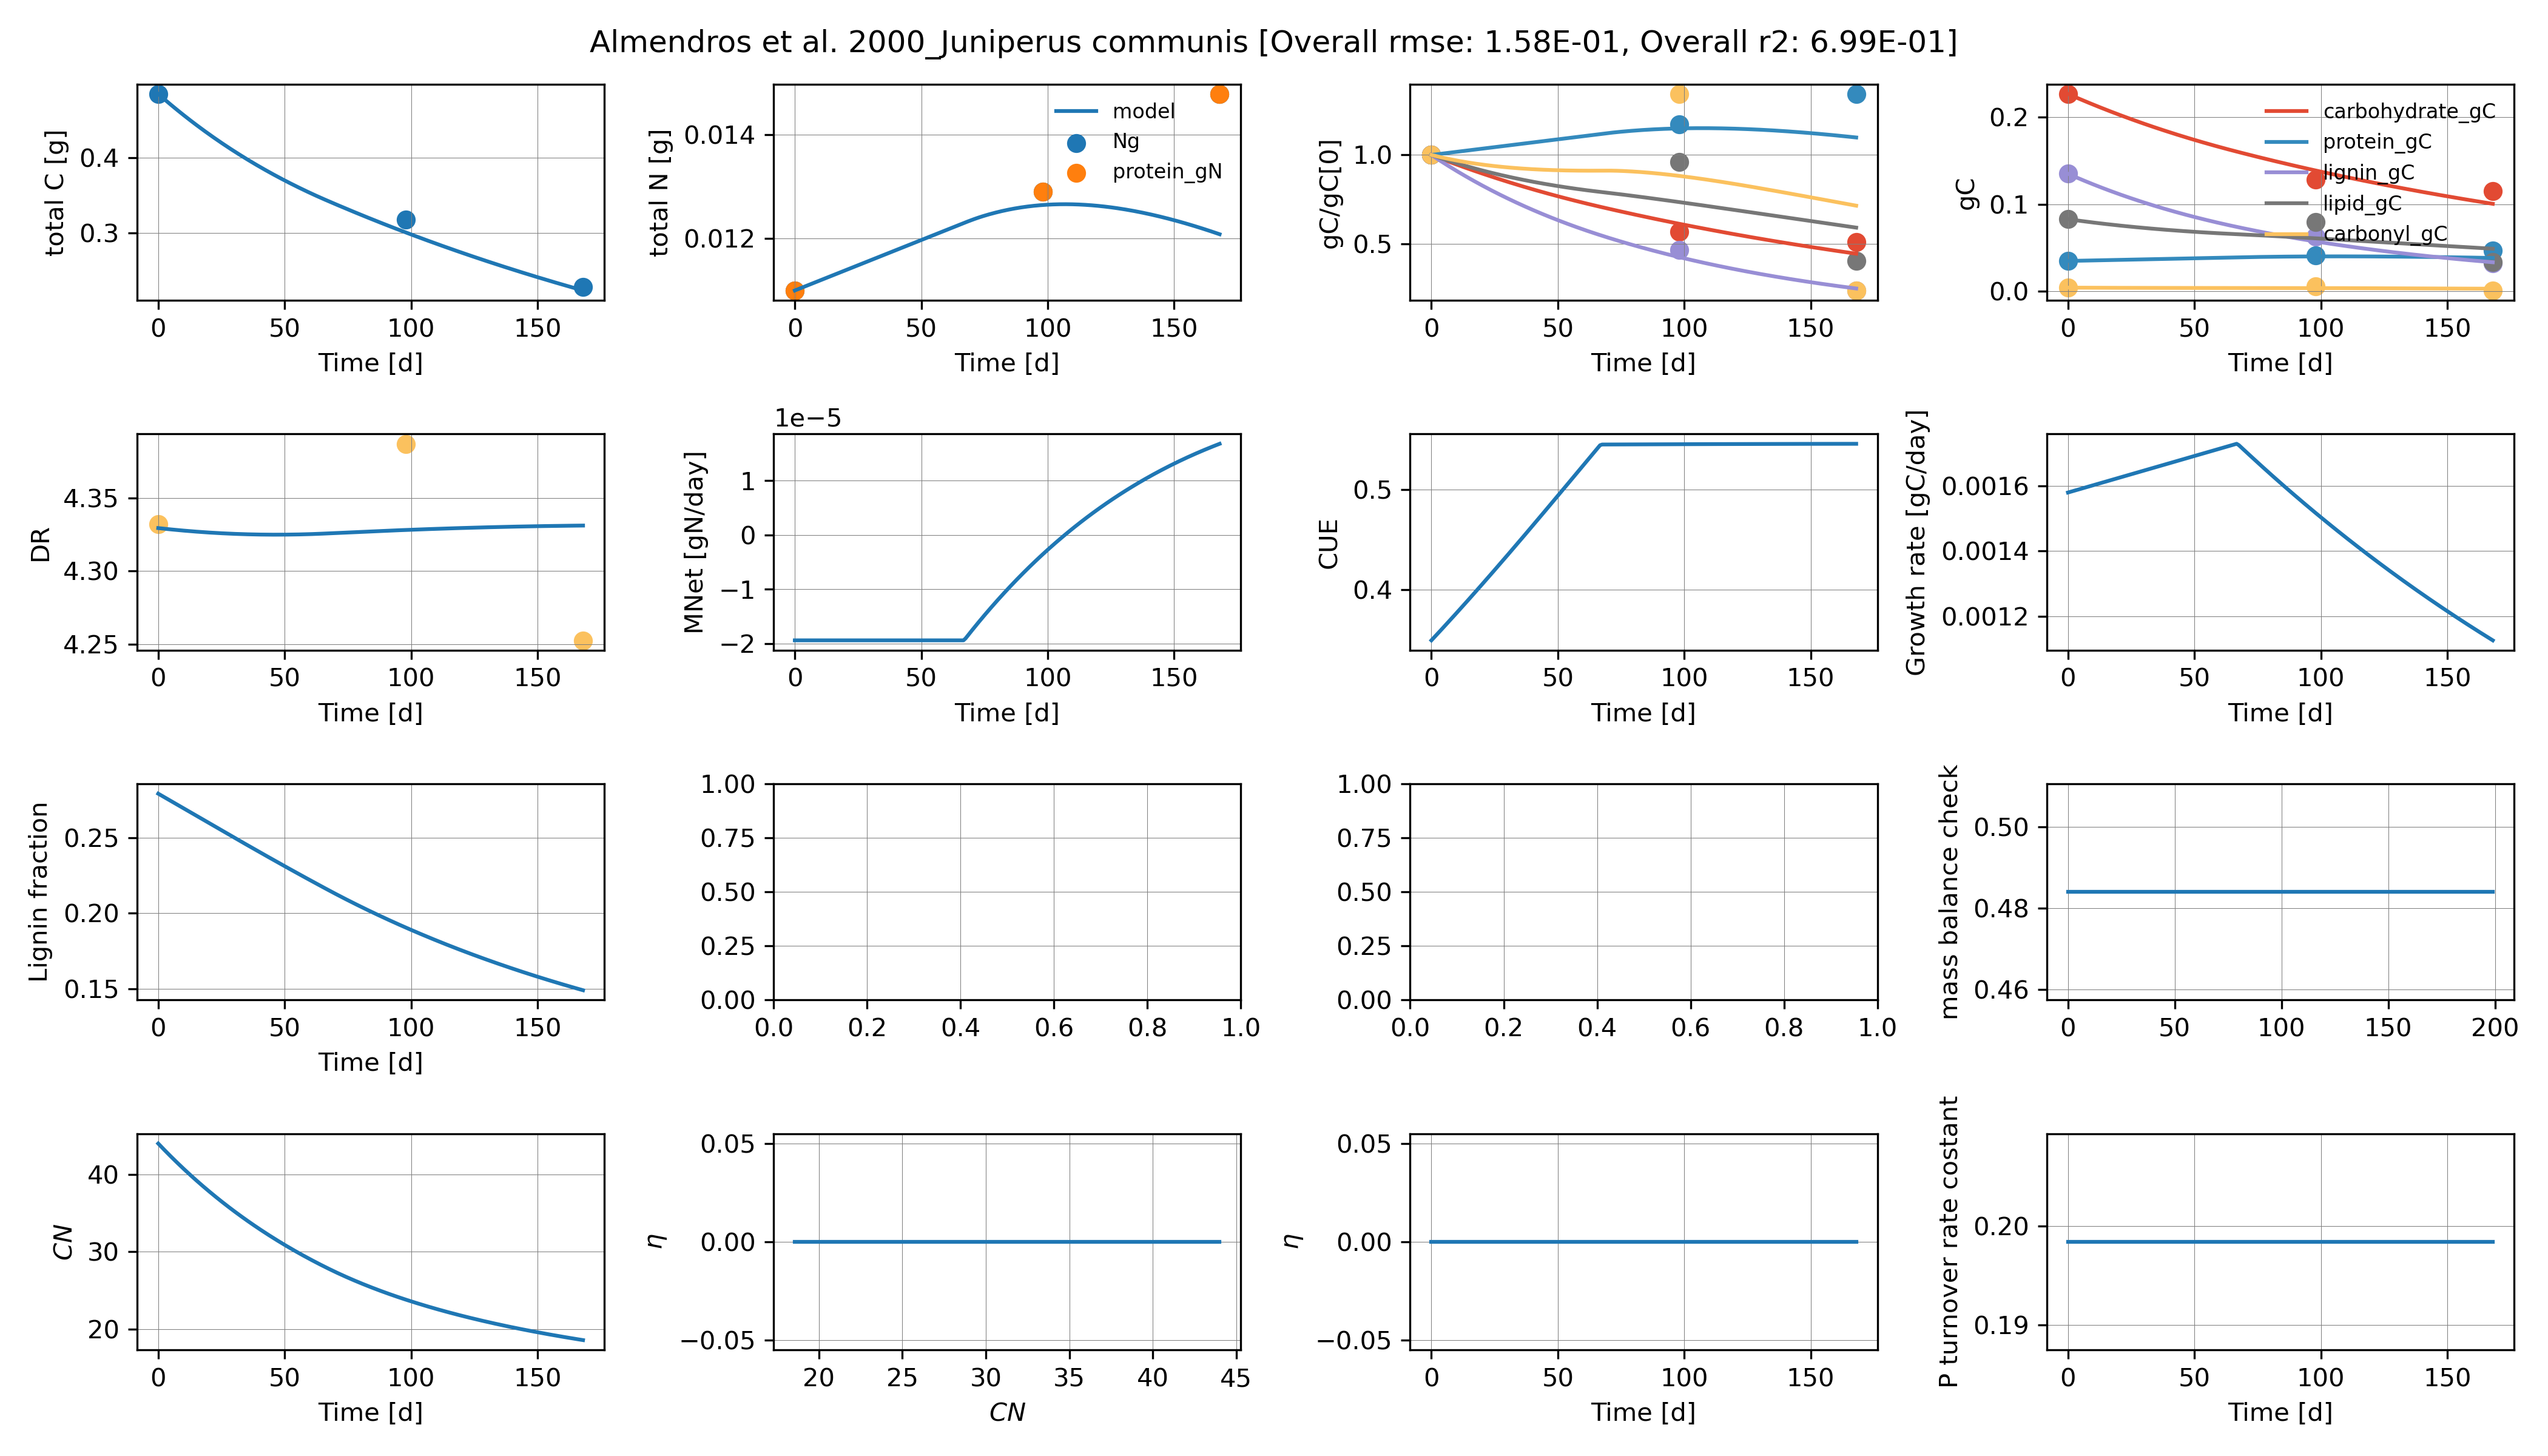 Almendros et al. 2000_Juniperus communis [Overall rmse: 1.58E-01, Overall r2: 6.99E-01]
total C [g]
0.4
0.3
0 50 100 150
Time [d]
total N [g]
0.014
0.012
model
Ng
protein_gN
0 50 100 150
Time [d]
gC/gC[0]
1.0
0.5
0 50 100 150
Time [d]
gC
0.2
0.1
0.0
carbohydrate_gC
protein_gC
lignin_gC
lipid_gC
carbonyl_gC
0 50 100 150
Time [d]
DR
4.35
4.30
4.25
0 50 100 150
Time [d]
1e−5
MNet [gN/day]
1
0
−1
−2
0 50 100 150
Time [d]
CUE
0.5
0.4
0 50 100 150
Time [d]
Growth rate [gC/day]
0.0016
0.0014
0.0012
0 50 100 150
Time [d]
Lignin fraction
0.25
0.20
0.15
0 50 100 150
Time [d]
1.00
0.75
0.50
0.25
0.00
0.0 0.2 0.4 0.6 0.8 1.0
1.00
0.75
0.50
0.25
0.00
0.0 0.2 0.4 0.6 0.8 1.0
mass balance check
0.50
0.48
0.46
0 50 100 150 200
CN
40
30
20
0 50 100 150
Time [d]
η
0.05
0.00
−0.05
20 25 30 35 40 45
CN
η
0.05
0.00
−0.05
0 50 100 150
Time [d]
P turnover rate costant
0.20
0.19
0 50 100 150
Time [d]